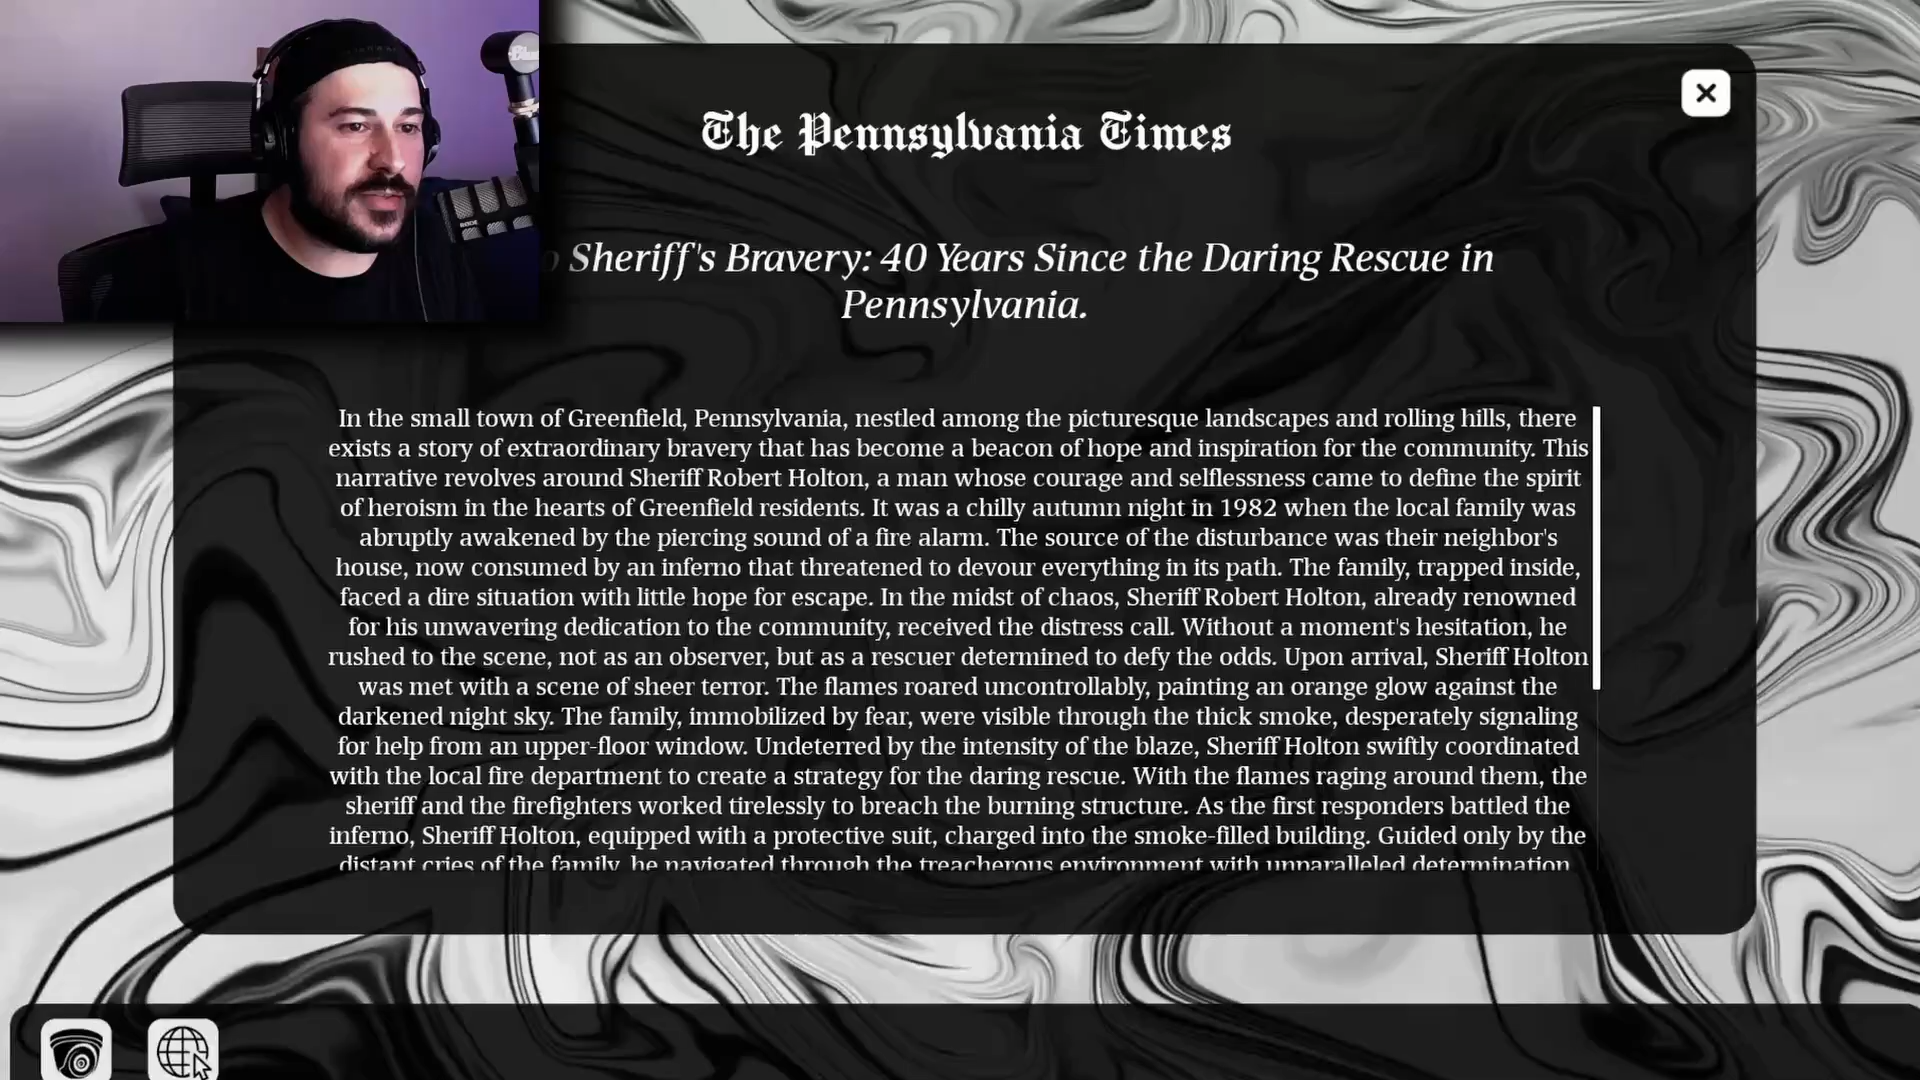 The Pennsylvania Times
Sheriff's Bravery: 40 Years Since the Daring Rescue in
Pennsylvania.
In the small town of Greenfield, Pennsylvania, nestled among the picturesque landscapes and rolling hills, there
exists a story of extraordinary bravery that has become a beacon of hope and inspiration for the community. This
narrative revolves around Sheriff Robert Holton, a man whose courage and selflessness came to define the spirit
of heroism in the hearts of Greenfield residents. It was a chilly autumn night in 1982 when the local family was
abruptly awakened by the piercing sound of a fire alarm. The source of the disturbance was their neighbor's
house, now consumed by an inferno that threatened to devour everything in its path. The family, trapped inside,
faced a dire situation with little hope for escape. In the midst of chaos, Sheriff Robert Holton, already renowned
for his unwavering dedication to the community, received the distress call. Without a moment's hesitation, he
rushed to the scene, not as an observer, but as a rescuer determined to defy the odds. Upon arrival, Sheriff Holton
was met with a scene of sheer terror. The flames roared uncontrollably, painting an orange glow against the
darkened night sky. The family, immobilized by fear, were visible through the thick smoke, desperately signaling
for help from an upper-floor window. Undeterred by the intensity of the blaze, Sheriff Holton swiftly coordinated
with the local fire department to create a strategy for the daring rescue. With the flames raging around them, the
sheriff and the firefighters worked tirelessly to breach the burning structure. As the first responders battled the
inferno, Sheriff Holton, equipped with a protective suit, charged into the smoke-filled building. Guided only by the
distant cries of the family, he navigated through the treacherous environment with unparalleled determination